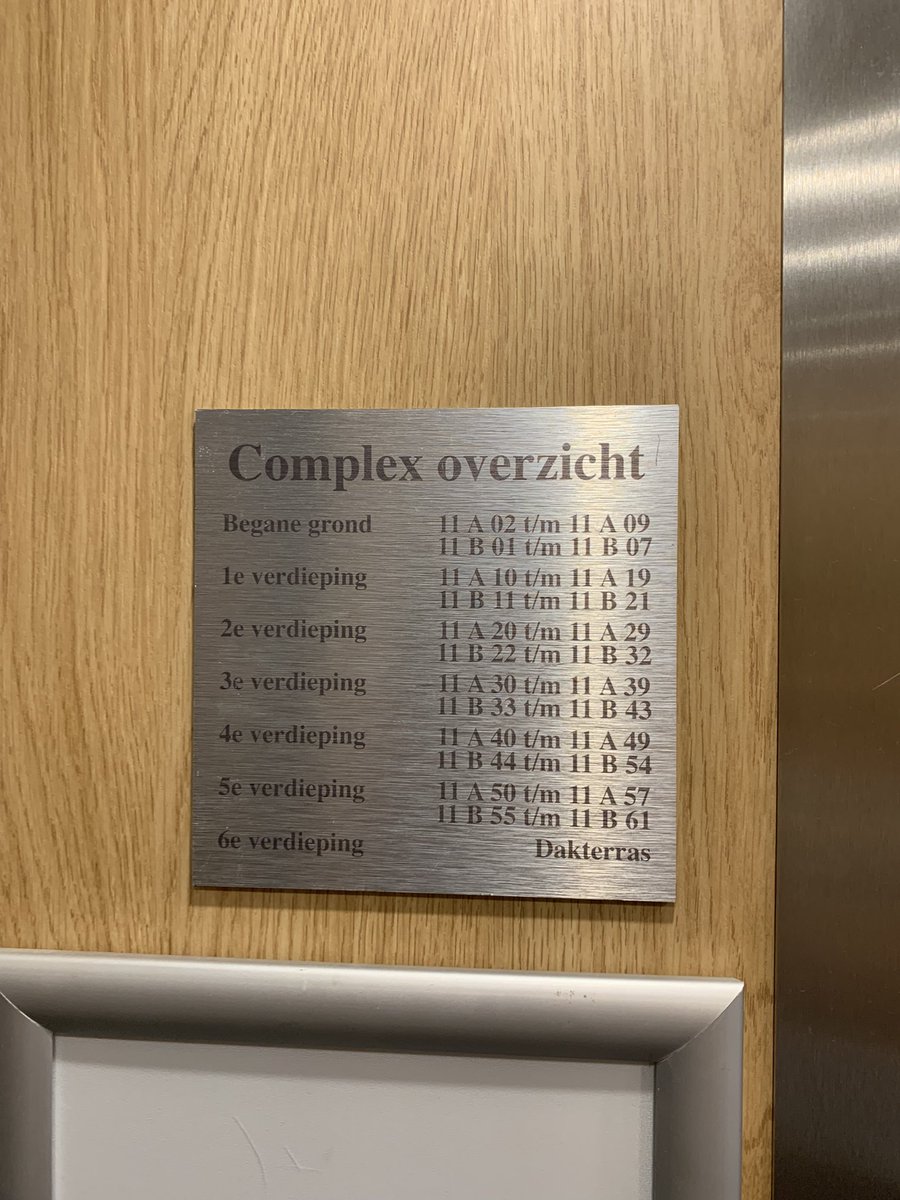 Complex overzicht
Begane grond 11 A 02 t/m 11 A 09
11 B 01 t/m 11 B 07
1e verdieping 11 A 10 t/m 11 A 19
11 B 11 t/m 11 B 21
2e verdieping 11 A 20 t/m 11 A 29
11 B 22 t/m 11 B 32
3e verdieping 11 A 30 t/m 11 A 39
11 B 33 t/m 11 B 43
4e verdieping 11 A 40 t/m 11 A 49
11 B 44 t/m 11 B 54
5e verdieping 11 A 50 t/m 11 A 57
11 B 55 t/m 11 B 61
6e verdieping Dakterras